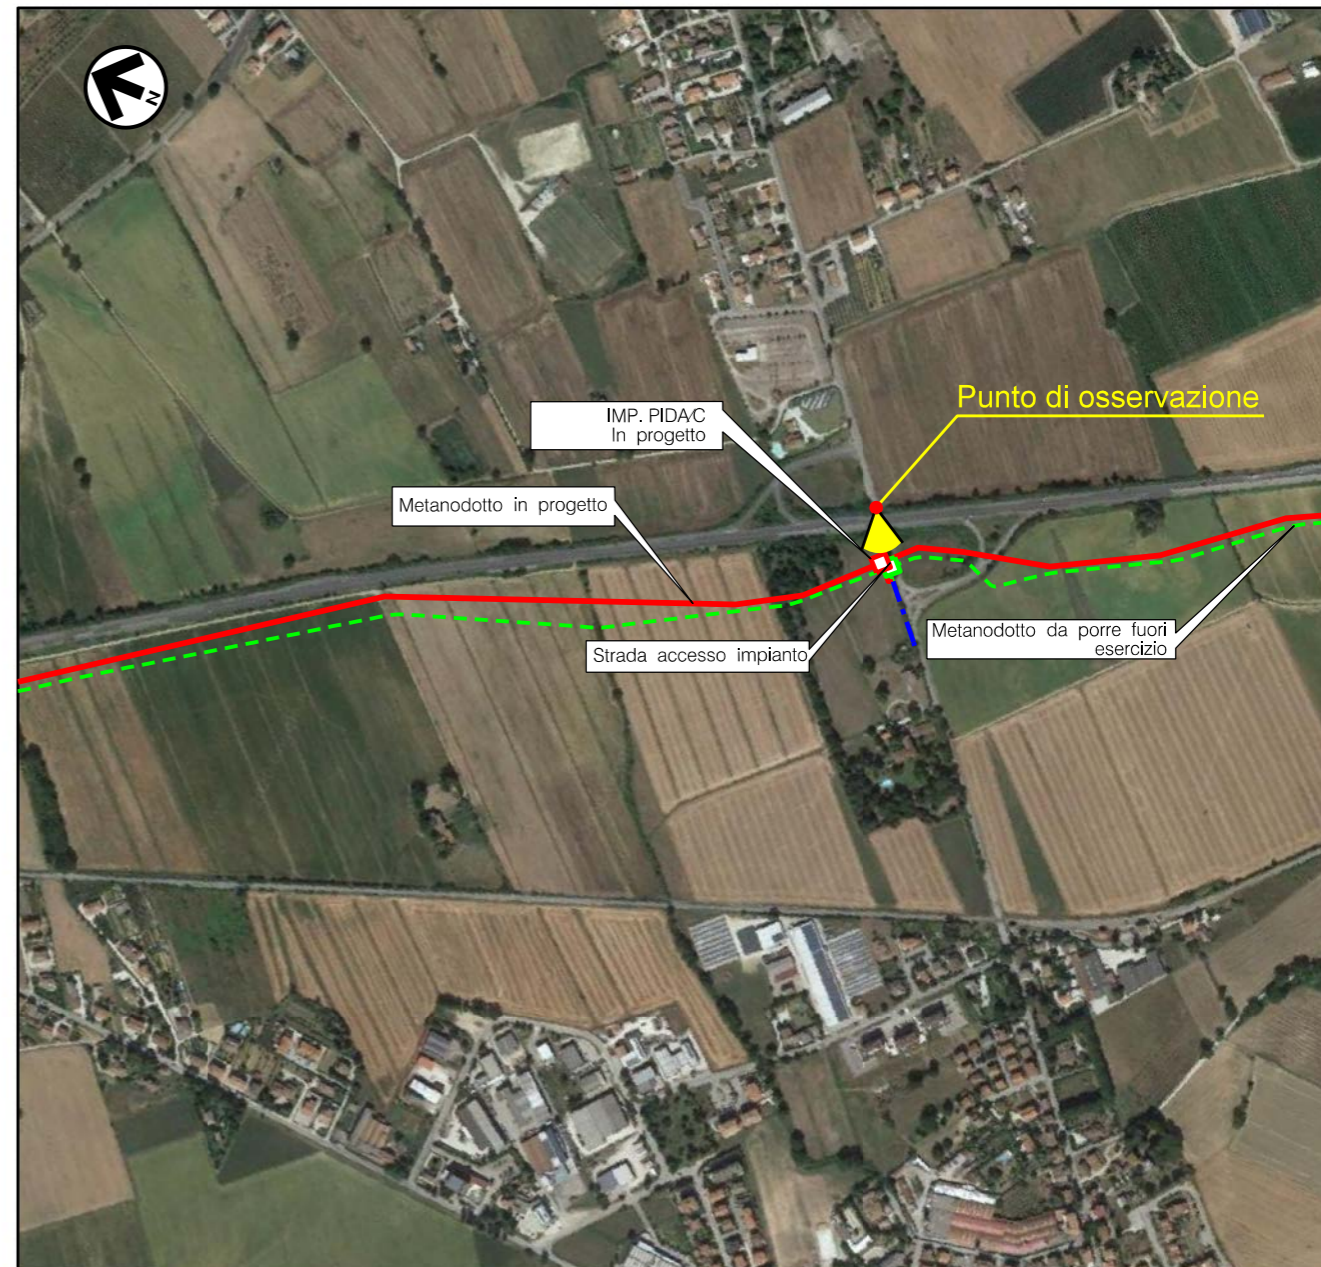 N
Punto di osservazione
IMP. PIDA/C
In progetto
Metanodotto in progetto
Strada accesso impianto
Metanodotto da porre fuori
esercizio